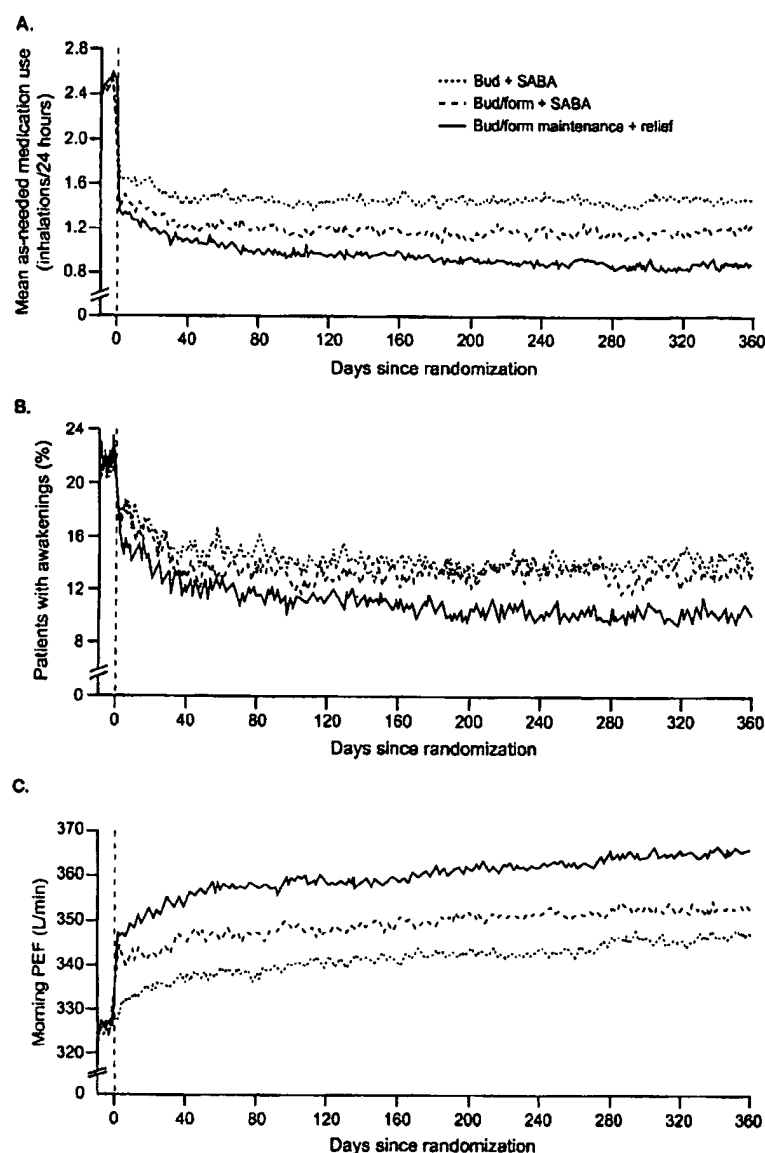 A.
2.8
2.4
2.0
1.6
1.2
0.8
0
Mean as-needed medication use
(inhalations/24 hours)
Bud + SABA
Bud/form + SABA
Bud/form maintenance + relief
0 40 80 120 160 200 240 280 320 360
Days since randomization
B.
24
22
16
12
8
0
Patients with awakenings (%)
0 40 80 120 160 200 240 280 320 360
Days since randomization
C.
370
360
350
340
330
320
0
Morning PEF (L/min)
0 40 80 120 160 200 240 280 320 360
Days since randomization